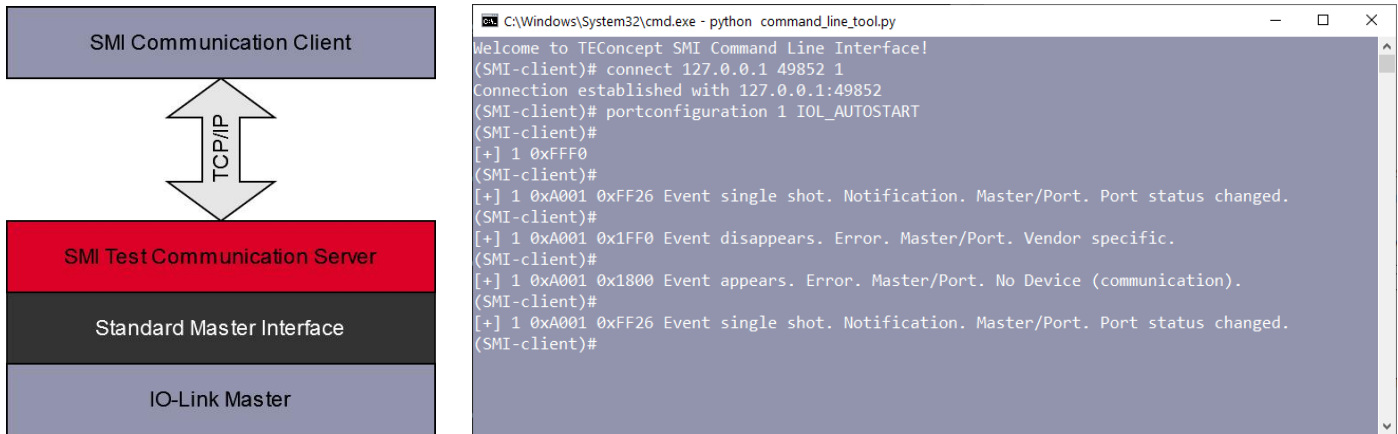 SMI Communication Client
TCP/IP
SMI Test Communication Server
Standard Master Interface
IO-Link Master
C:\Windows\System32\cmd.exe - python command_line_tool.py
Welcome to TEConcept SMI Command Line Interface!
(SMI-client)# connect 127.0.0.1 49852 1
Connection established with 127.0.0.1:49852
(SMI-client)# portconfiguration 1 IOL_AUTOSTART
(SMI-client)#
[+] 1 0xFFF0
(SMI-client)#
[+] 1 0xA001 0xFF26 Event single shot. Notification. Master/Port. Port status changed.
(SMI-client)#
[+] 1 0xA001 0x1FF0 Event disappears. Error. Master/Port. Vendor specific.
(SMI-client)#
[+] 1 0xA001 0x1800 Event appears. Error. Master/Port. No Device (communication).
(SMI-client)#
[+] 1 0xA001 0xFF26 Event single shot. Notification. Master/Port. Port status changed.
(SMI-client)#